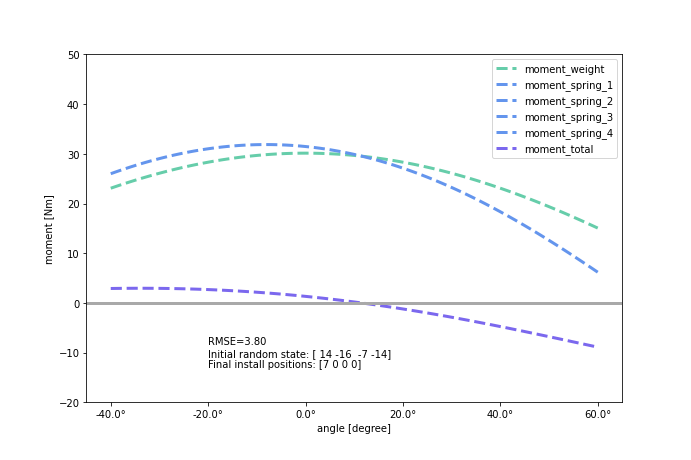 50
40
30
20
10
0
−10
−20
moment [Nm]
moment_weight
moment_spring_1
moment_spring_2
moment_spring_3
moment_spring_4
moment_total
RMSE=3.80
Initial random state: [ 14 -16  -7 -14]
Final install positions: [7 0 0 0]
-40.0° -20.0° 0.0° 20.0° 40.0° 60.0°
angle [degree]